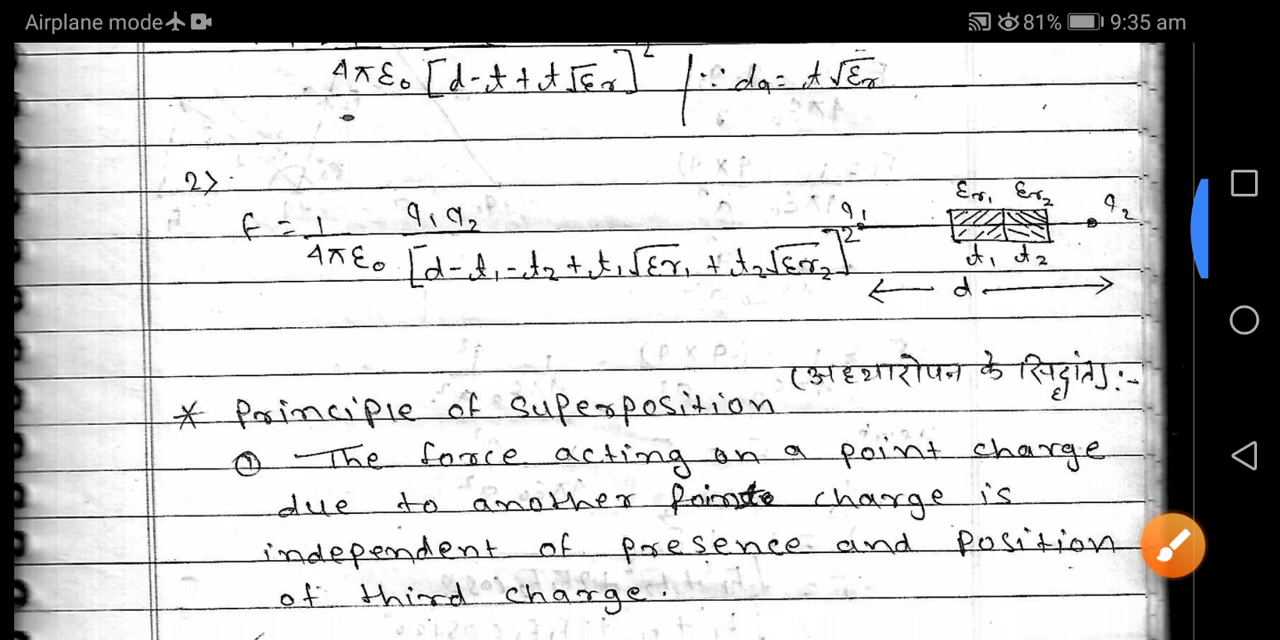 Airplane mode 81% 9:35 am
4πε₀ [d-t+t√εr]² | ∵ da = t√εr
2>
F = 1/4πε₀ q₁q₂/[d-t₁-t₂+t₁√εr₁+t₂√εr₂]²
q₁ εr₁ εr₂ q₂
t₁ t₂
d
(अध्यारोपन के सिद्धांत) :-
* Principle of superposition
① The force acting on a point charge
due to another point charge is
independent of presence and position
of third charge.